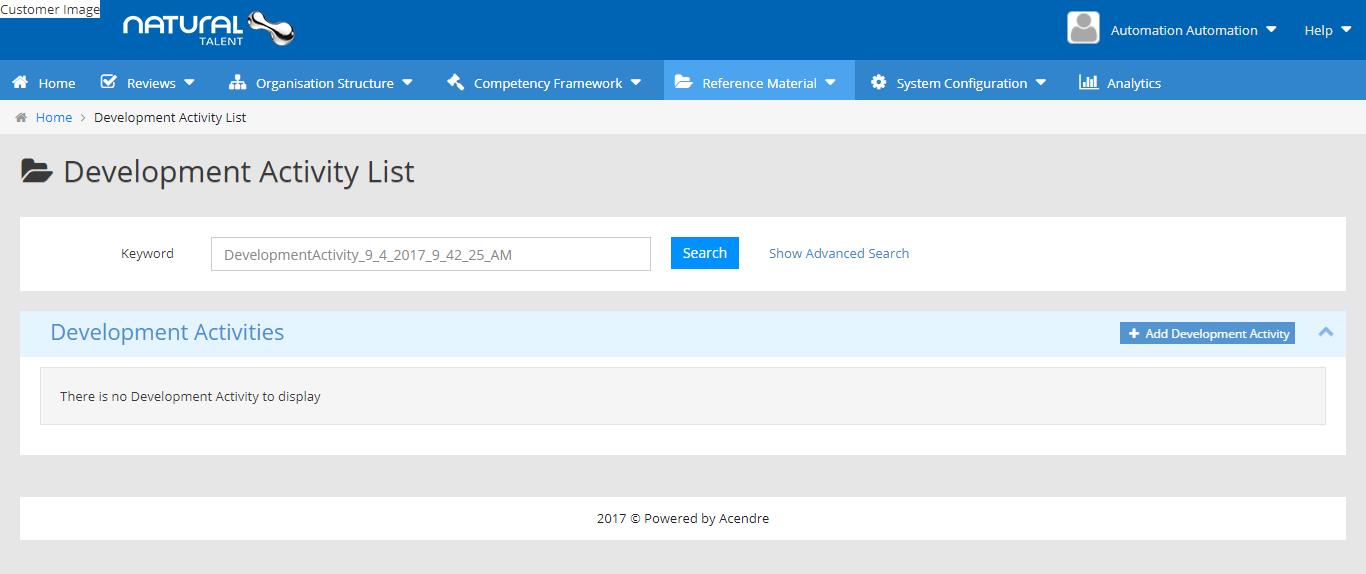 Customer Image
NATURAL
TALENT
Automation Automation
Help
Home
Reviews
Organisation Structure
Competency Framework
Reference Material
System Configuration
Analytics
Home > Development Activity List
Development Activity List
Keyword
DevelopmentActivity_9_4_2017_9_42_25_AM
Search
Show Advanced Search
Development Activities
+ Add Development Activity
There is no Development Activity to display
2017 © Powered by Acendre